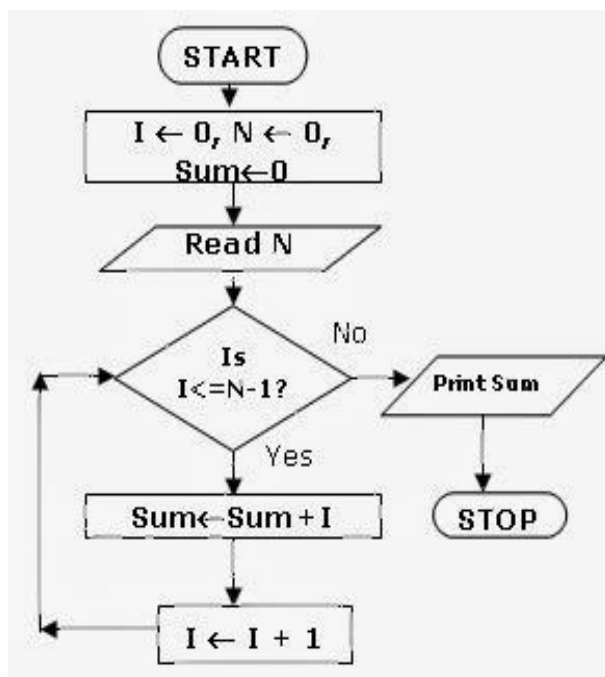 START
I ← 0, N ← 0,
Sum←0
Read N
Is
I<=N-1?
No
Print Sum
Yes
Sum←Sum + I
STOP
I ← I + 1